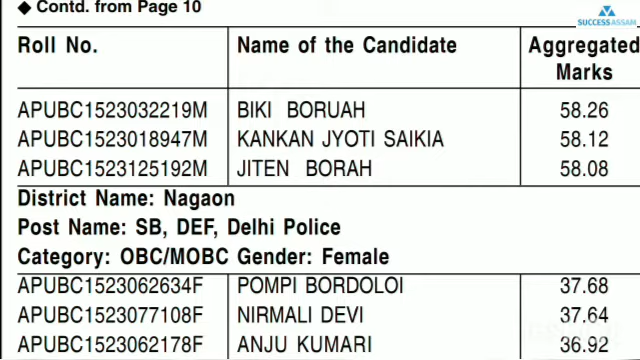 ◆ Contd. from Page 10
SUCCESS ASSAM
Roll No. Name of the Candidate Aggregated Marks
APUBC1523032219M BIKI BORUAH 58.26
APUBC1523018947M KANKAN JYOTI SAIKIA 58.12
APUBC1523125192M JITEN BORAH 58.08
District Name: Nagaon
Post Name: SB, DEF, Delhi Police
Category: OBC/MOBC Gender: Female
APUBC1523062634F POMPI BORDOLOI 37.68
APUBC1523077108F NIRMALI DEVI 37.64
APUBC1523062178F ANJU KUMARI 36.92